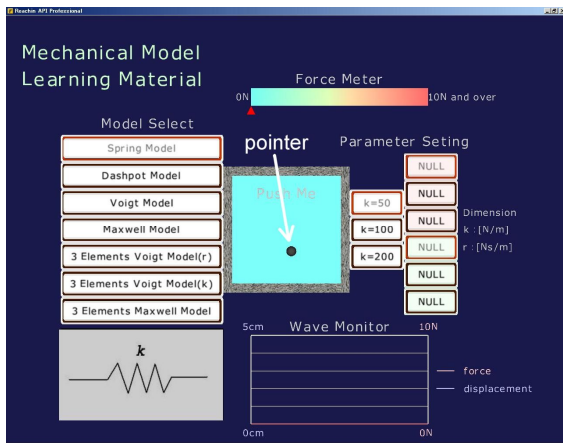 Reachin API Professional
Mechanical Model
Learning Material
Force Meter
0N
10N and over
Model Select
Spring Model
Dashpot Model
Voigt Model
Maxwell Model
3 Elements Voigt Model(r)
3 Elements Voigt Model(k)
3 Elements Maxwell Model
pointer
Push Me
Parameter Seting
k=50
k=100
k=200
NULL
NULL
NULL
NULL
NULL
NULL
Dimension
k : [N/m]
r : [Ns/m]
k
5cm
Wave Monitor
10N
force
displacement
0cm
0N